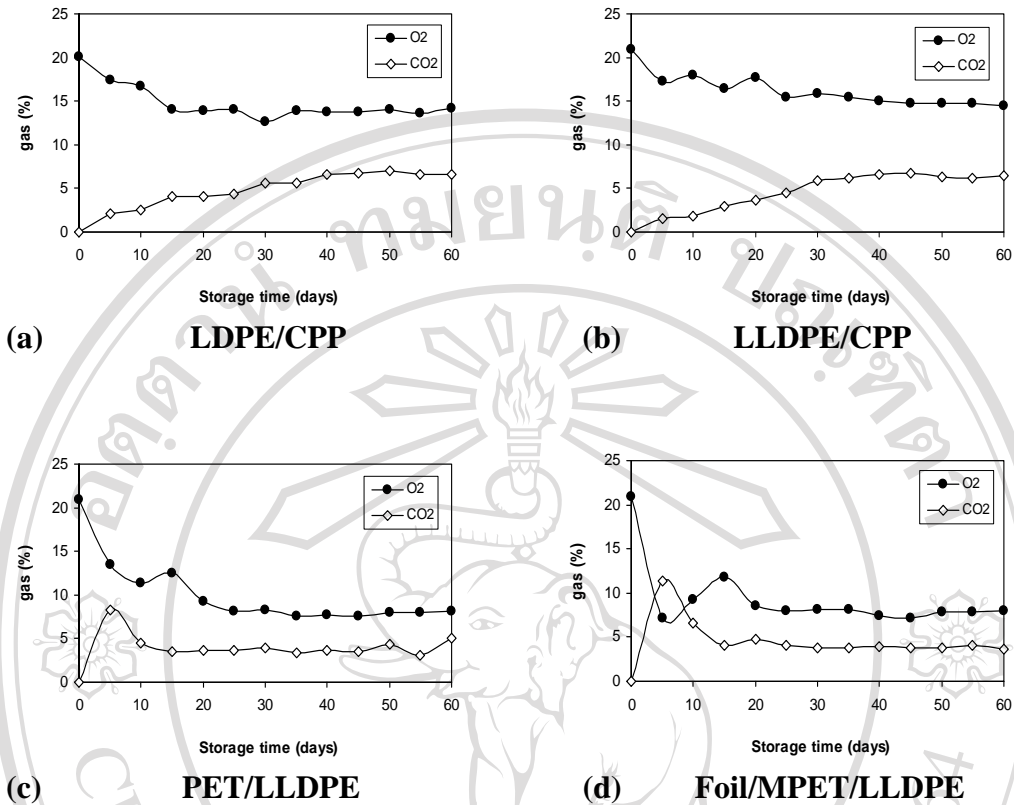 25
20
15
10
5
0
gas (%)
O2
CO2
0 10 20 30 40 50 60
Storage time (days)
(a) LDPE/CPP
25
20
15
10
5
0
gas (%)
O2
CO2
0 10 20 30 40 50 60
Storage time (days)
(b) LLDPE/CPP
25
20
15
10
5
0
gas (%)
O2
CO2
0 10 20 30 40 50 60
Storage time (days)
(c) PET/LLDPE
25
20
15
10
5
0
gas (%)
O2
CO2
0 10 20 30 40 50 60
Storage time (days)
(d) Foil/MPET/LLDPE